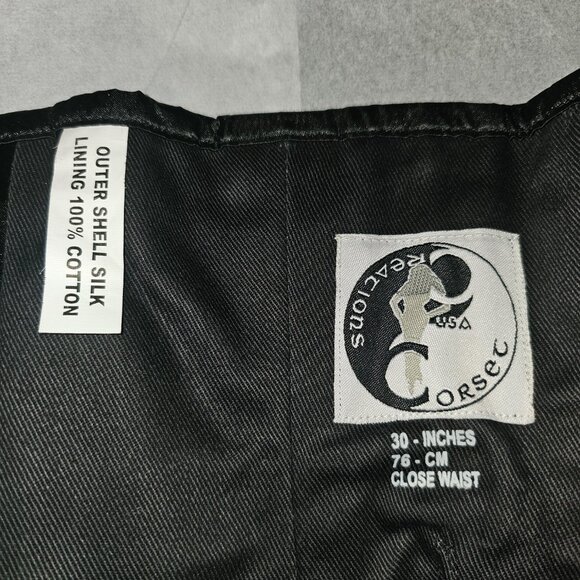 OUTER SHELL SILK
LINING 100% COTTON
Corset
Creations
USA
30 - INCHES
76 - CM
CLOSE WAIST